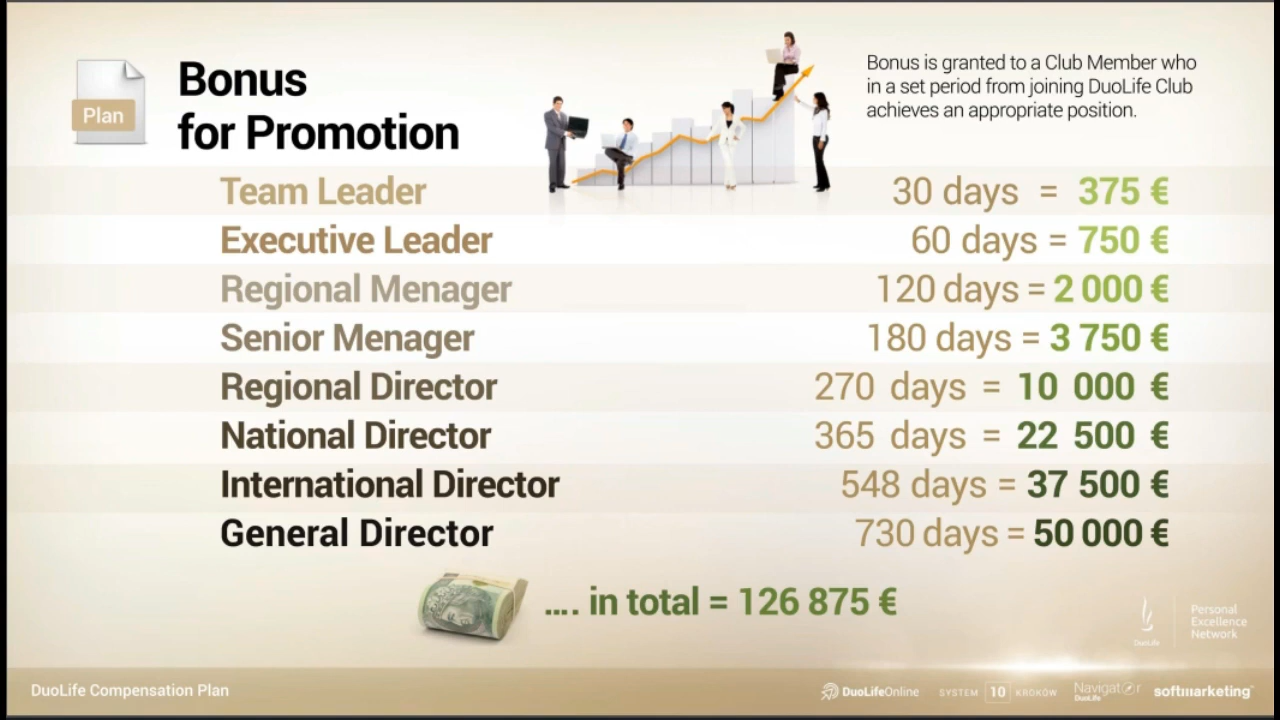 Plan
Bonus
for Promotion
Bonus is granted to a Club Member who
in a set period from joining DuoLife Club
achieves an appropriate position.
Team Leader 30 days = 375 €
Executive Leader 60 days = 750 €
Regional Menager 120 days = 2 000 €
Senior Menager 180 days = 3 750 €
Regional Director 270 days = 10 000 €
National Director 365 days = 22 500 €
International Director 548 days = 37 500 €
General Director 730 days = 50 000 €
.... in total = 126 875 €
DuoLife
Personal
Excellence
Network
DuoLife Compensation Plan
DuoLifeOnline
SYSTEM 10 KROKÓW
Navigator
DuoLife
softmarketing